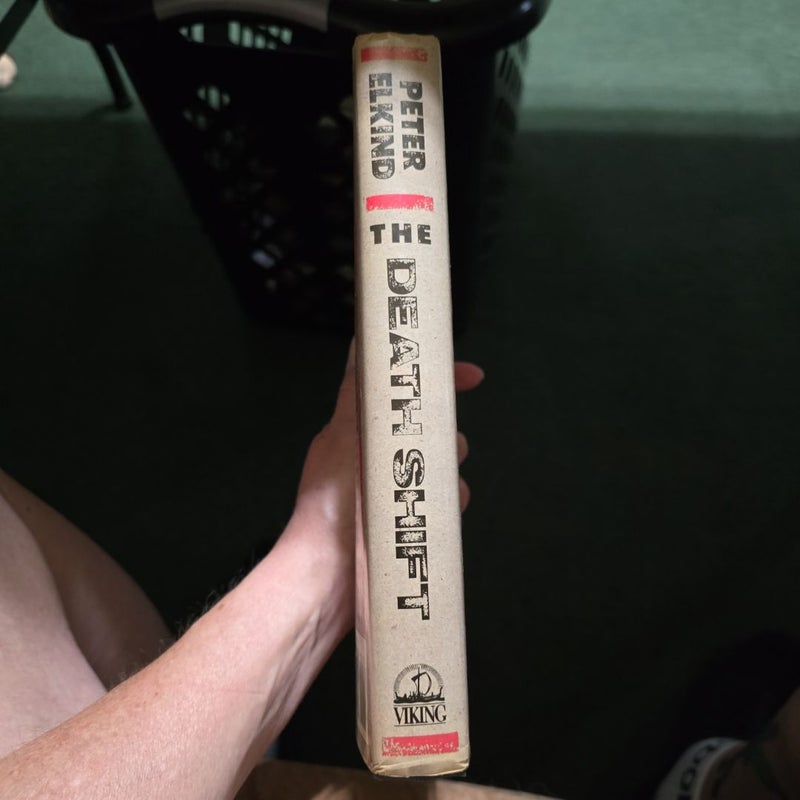 PETER
ELKIND
THE
DEATH SHIFT
VIKING